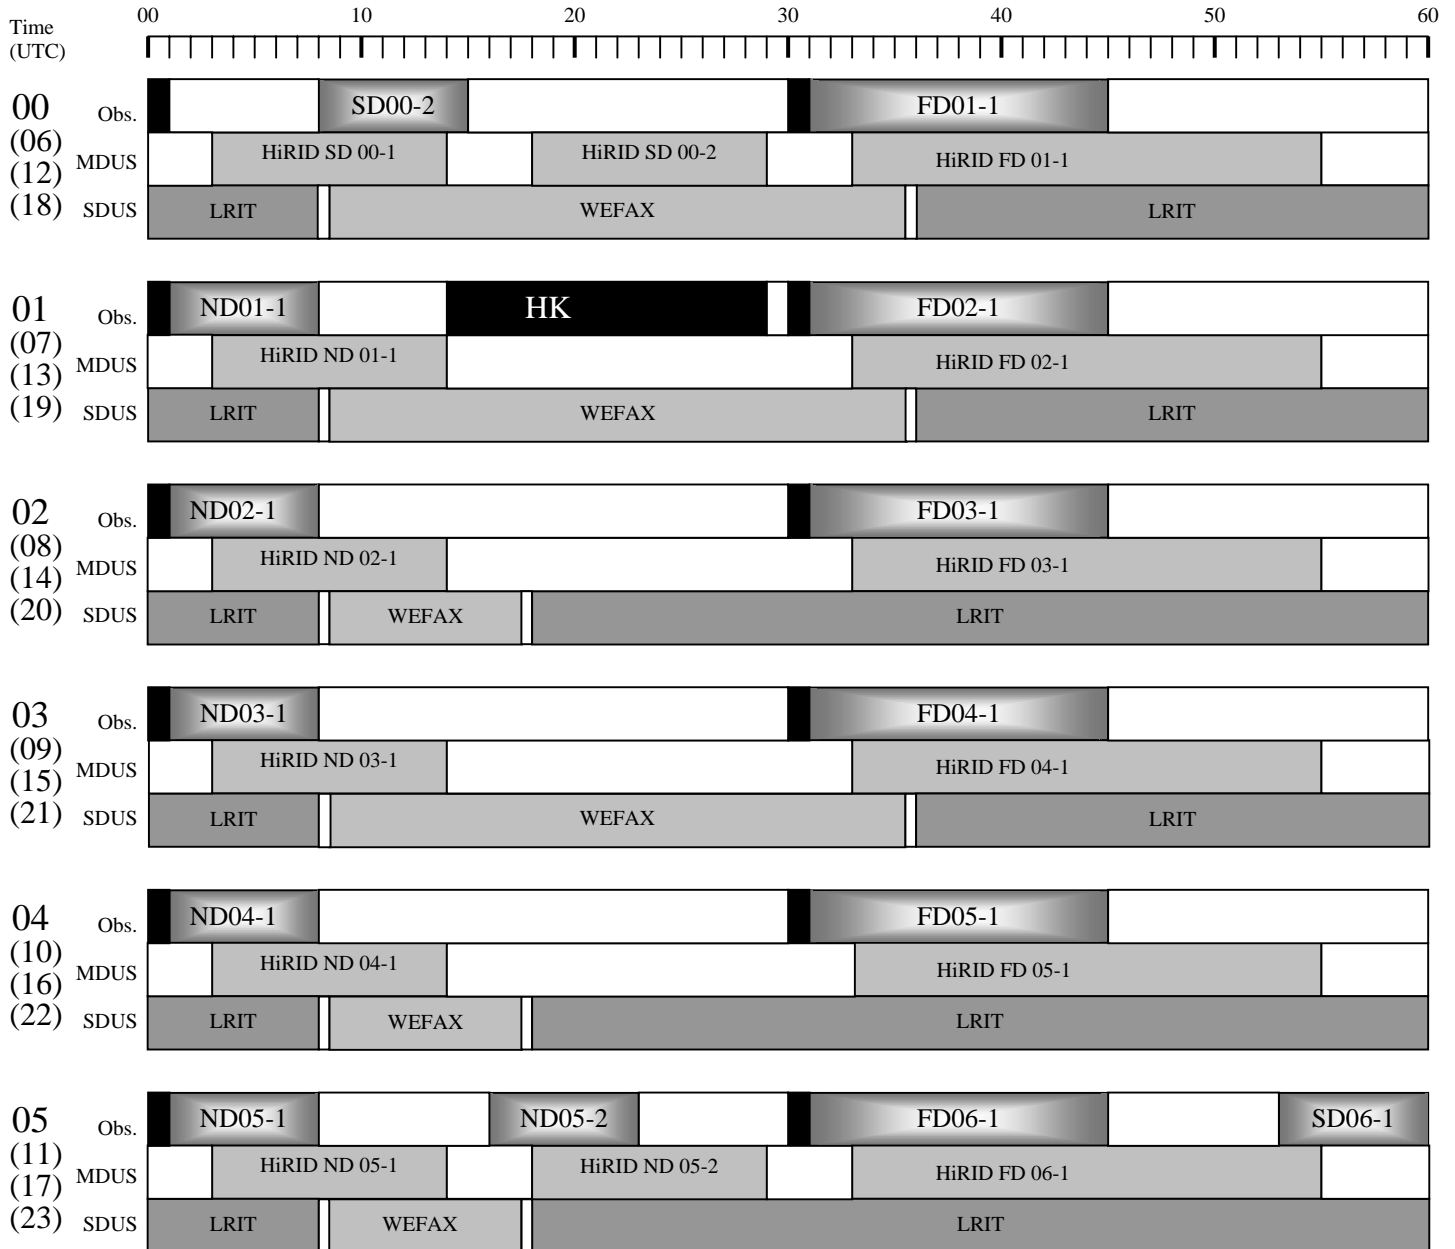 Time 00 10 20 30 40 50 60
(UTC)
00 Obs. SD00-2 FD01-1
(06)
(12) MDUS HiRID SD 00-1 HiRID SD 00-2 HiRID FD 01-1
(18) SDUS LRIT WEFAX LRIT
01 Obs. ND01-1 HK FD02-1
(07)
(13) MDUS HiRID ND 01-1 HiRID FD 02-1
(19) SDUS LRIT WEFAX LRIT
02 Obs. ND02-1 FD03-1
(08)
(14) MDUS HiRID ND 02-1 HiRID FD 03-1
(20) SDUS LRIT WEFAX LRIT
03 Obs. ND03-1 FD04-1
(09)
(15) MDUS HiRID ND 03-1 HiRID FD 04-1
(21) SDUS LRIT WEFAX LRIT
04 Obs. ND04-1 FD05-1
(10)
(16) MDUS HiRID ND 04-1 HiRID FD 05-1
(22) SDUS LRIT WEFAX LRIT
05 Obs. ND05-1 ND05-2 FD06-1 SD06-1
(11)
(17) MDUS HiRID ND 05-1 HiRID ND 05-2 HiRID FD 06-1
(23) SDUS LRIT WEFAX LRIT